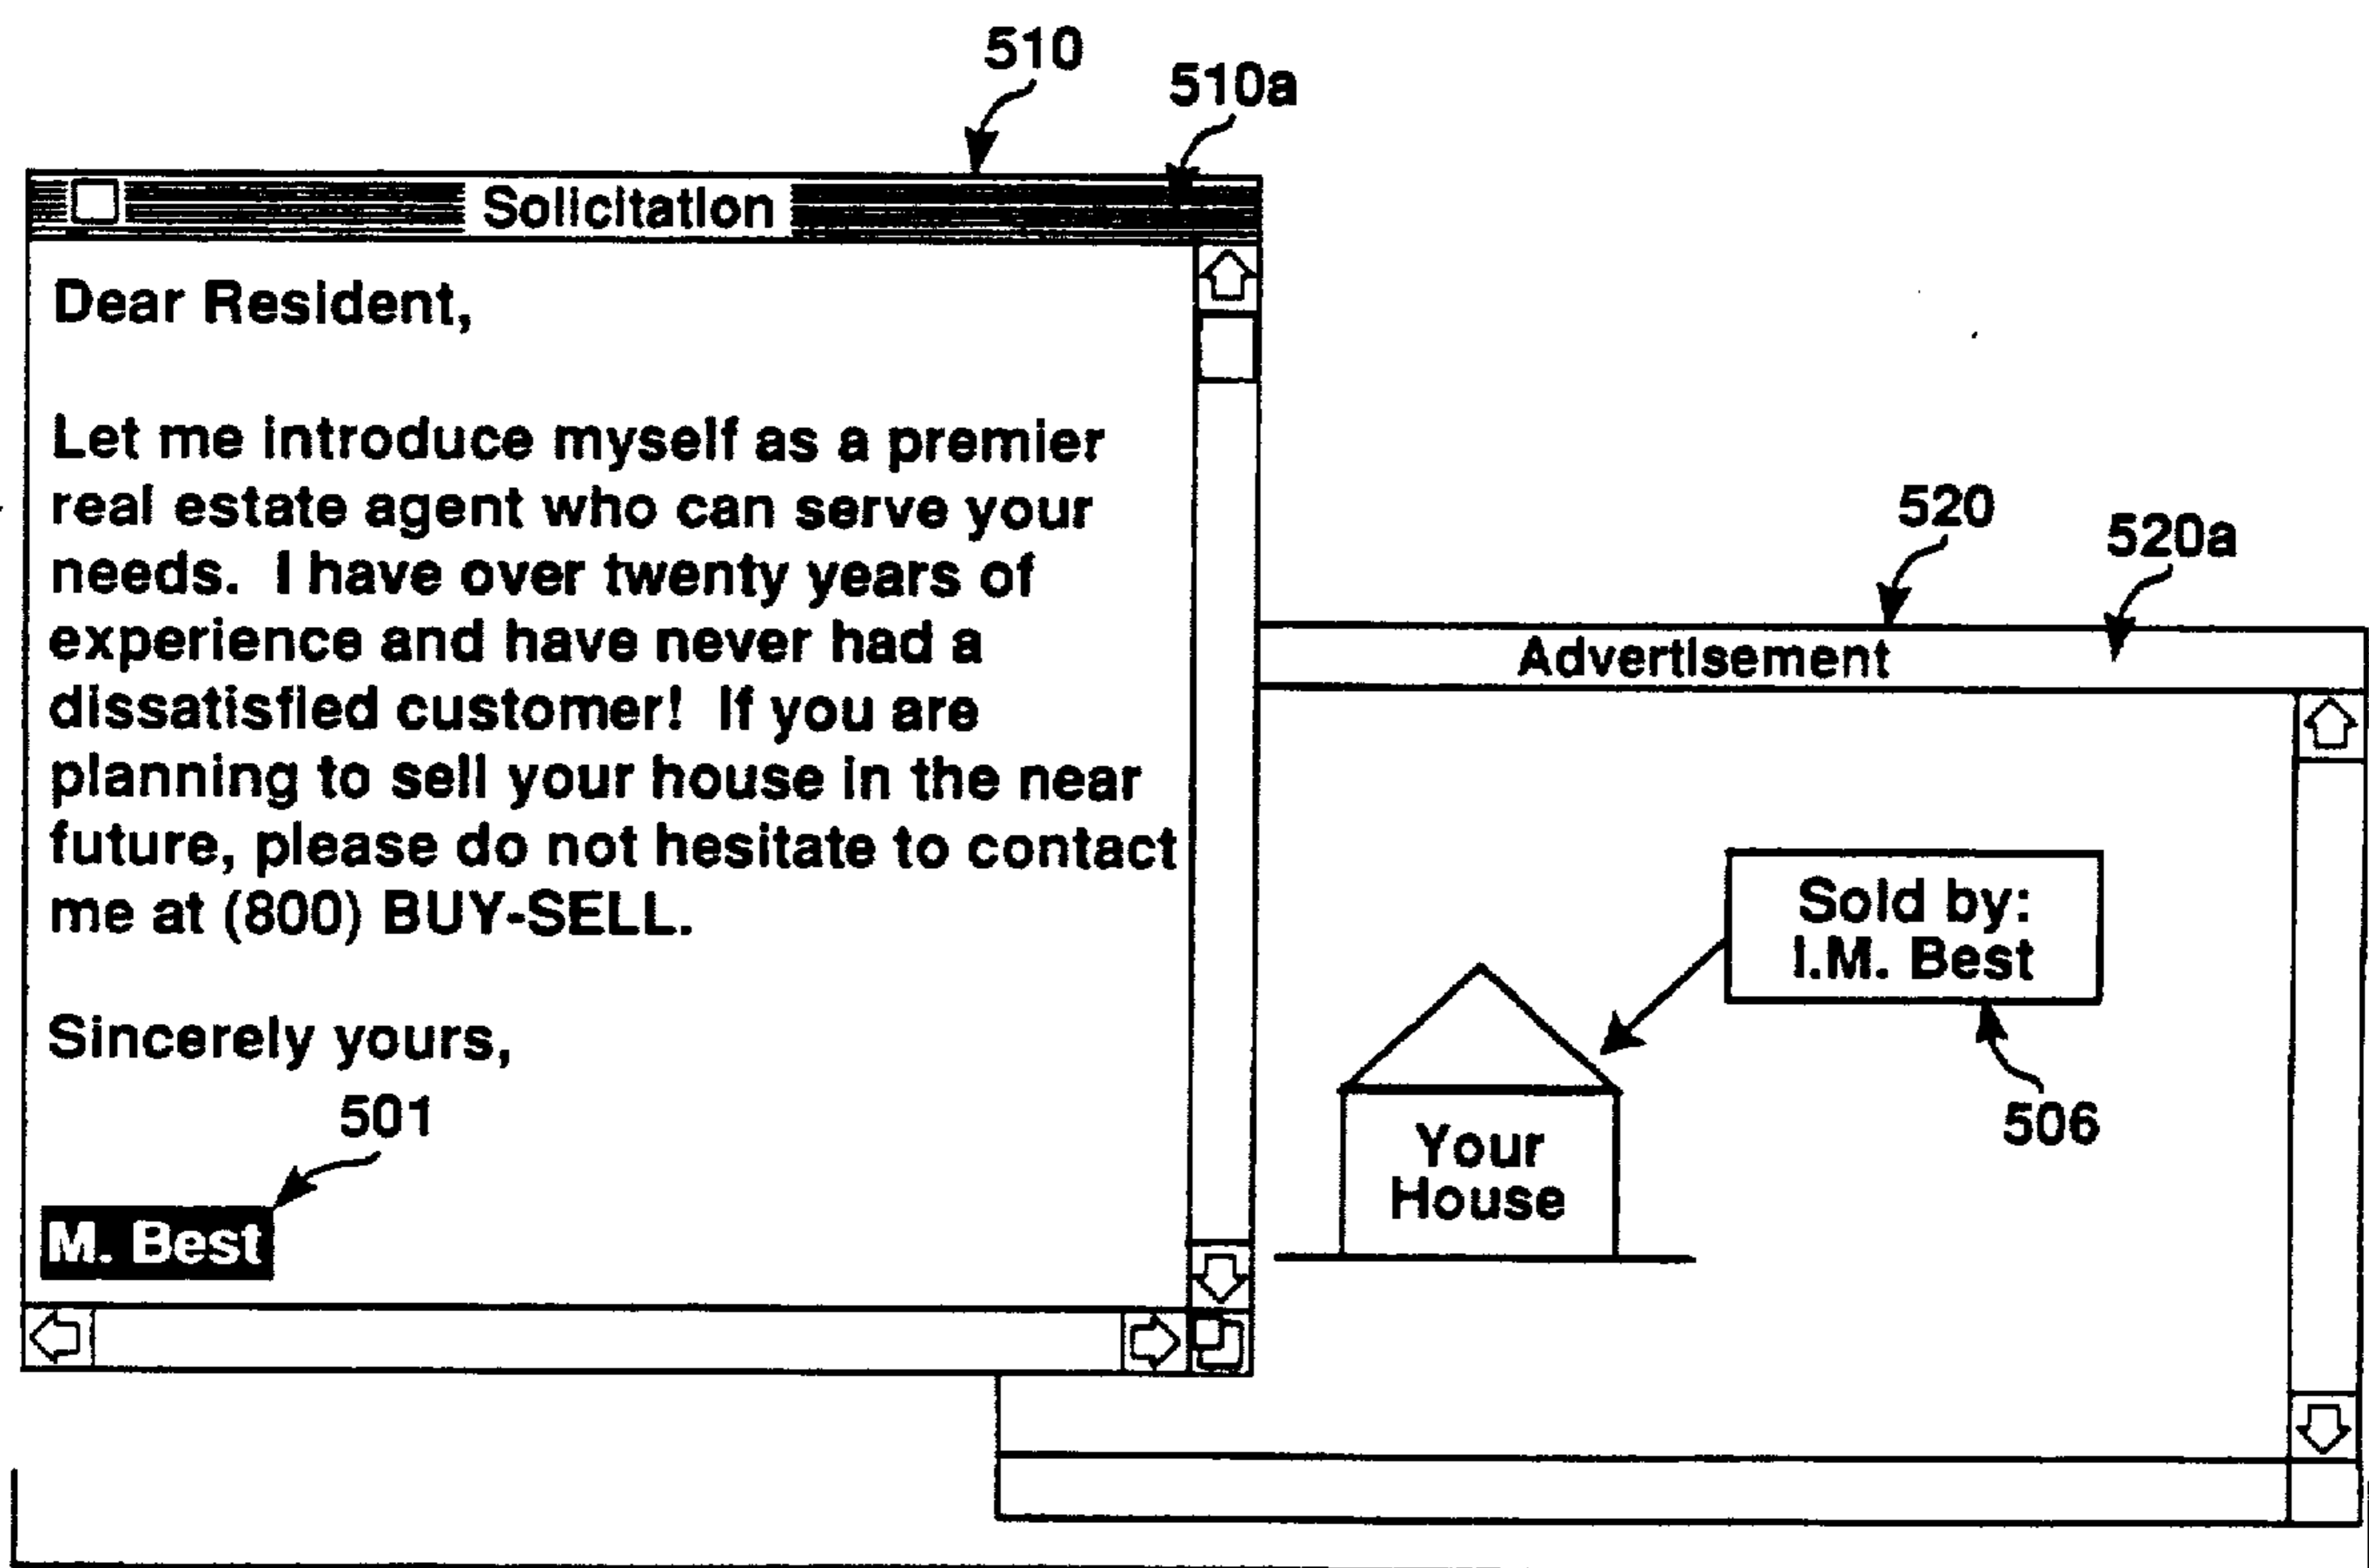 510
510a
Solicitation
Dear Resident,
Let me introduce myself as a premier
real estate agent who can serve your
needs. I have over twenty years of
experience and have never had a
dissatisfied customer! If you are
planning to sell your house in the near
future, please do not hesitate to contact
me at (800) BUY-SELL.
Sincerely yours,
501
M. Best
520
520a
Advertisement
Sold by:
I.M. Best
506
Your
House